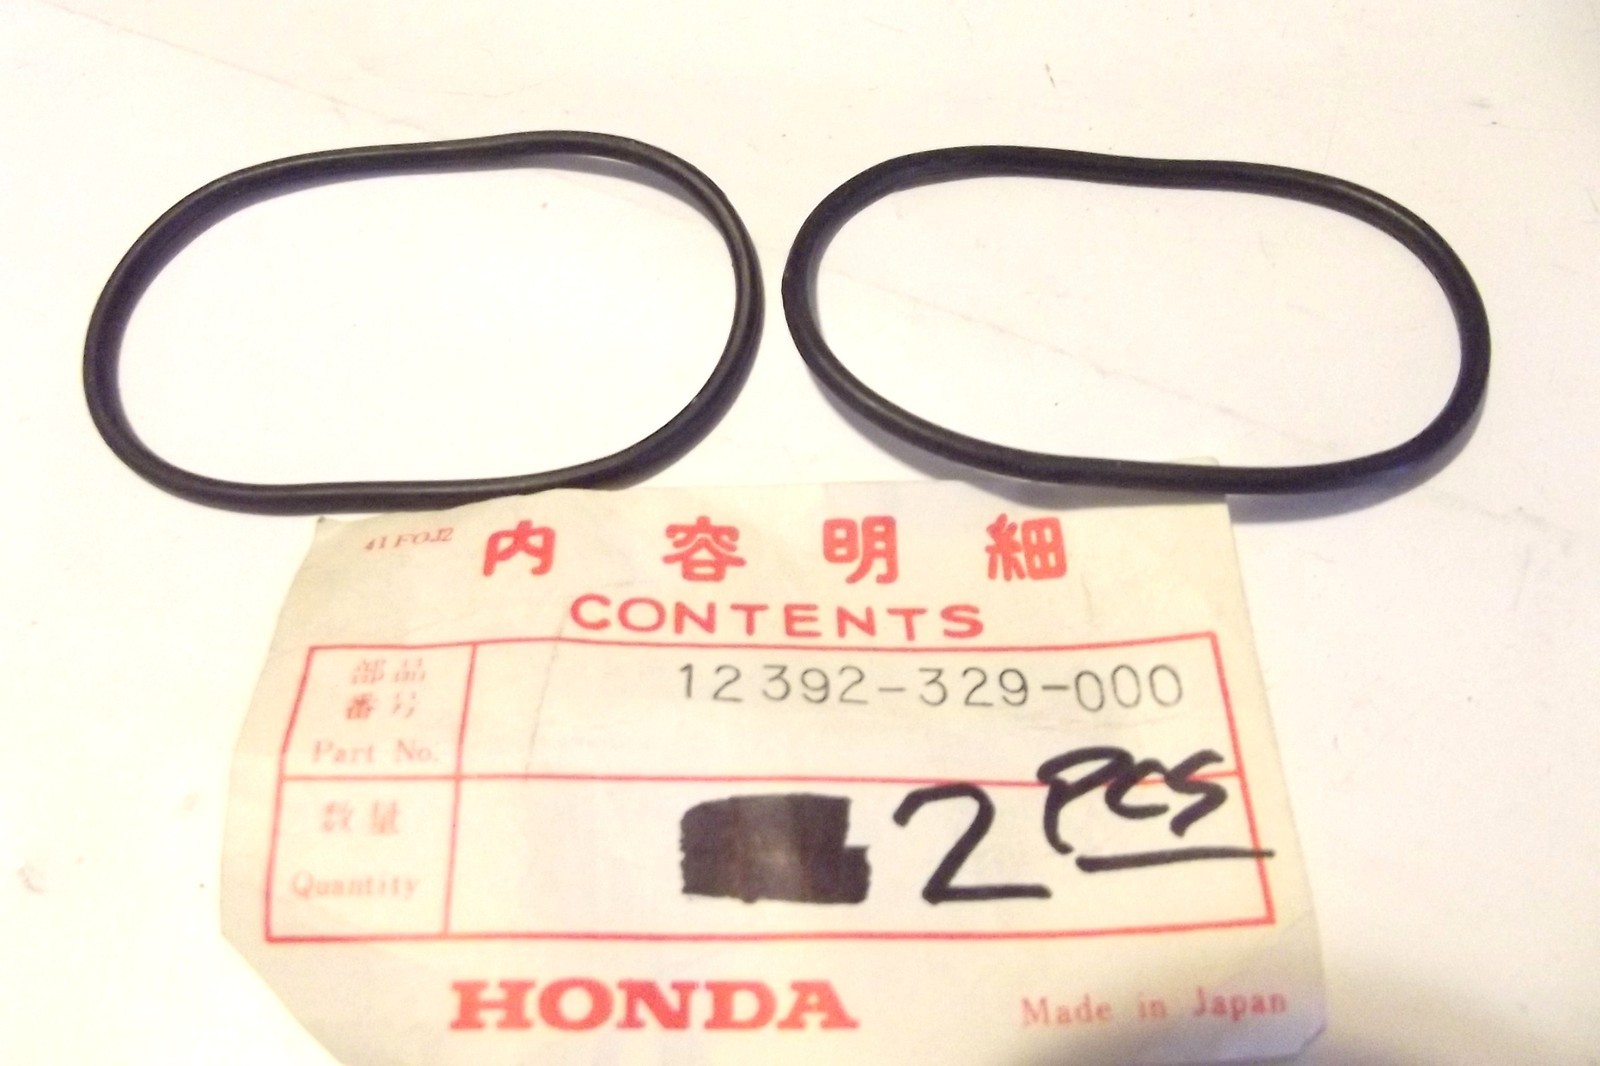 41FOJ2
内容明細
CONTENTS
部品
番号
Part No.
12392-329-000
数量
Quantity
2 PCS
HONDA
Made in Japan